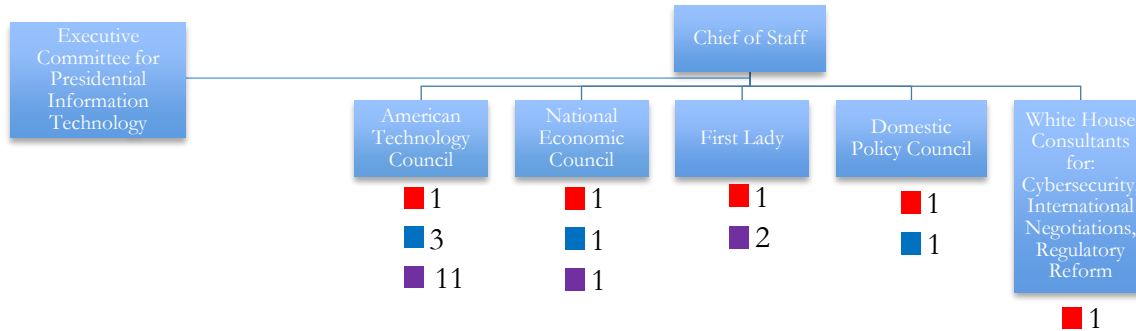 Executive
Committee for
Presidential
Information
Technology
Chief of Staff
American
Technology
Council
National
Economic
Council
First Lady
Domestic
Policy Council
White House
Consultants
for:
Cybersecurity,
International
Negotiations,
Regulatory
Reform
1
3
11
1
1
1
1
2
1
1
1